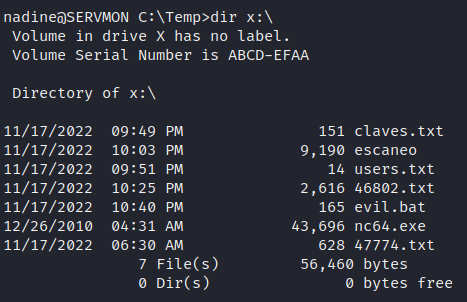 nadine@SERVMON C:\Temp>dir x:\
 Volume in drive X has no label.
 Volume Serial Number is ABCD-EFAA

 Directory of x:\

11/17/2022  09:49 PM               151 claves.txt
11/17/2022  10:03 PM             9,190 escaneo
11/17/2022  09:51 PM                14 users.txt
11/17/2022  10:25 PM             2,616 46802.txt
11/17/2022  10:40 PM               165 evil.bat
12/26/2010  04:31 AM            43,696 nc64.exe
11/17/2022  06:30 AM               628 47774.txt
               7 File(s)         56,460 bytes
               0 Dir(s)               0 bytes free